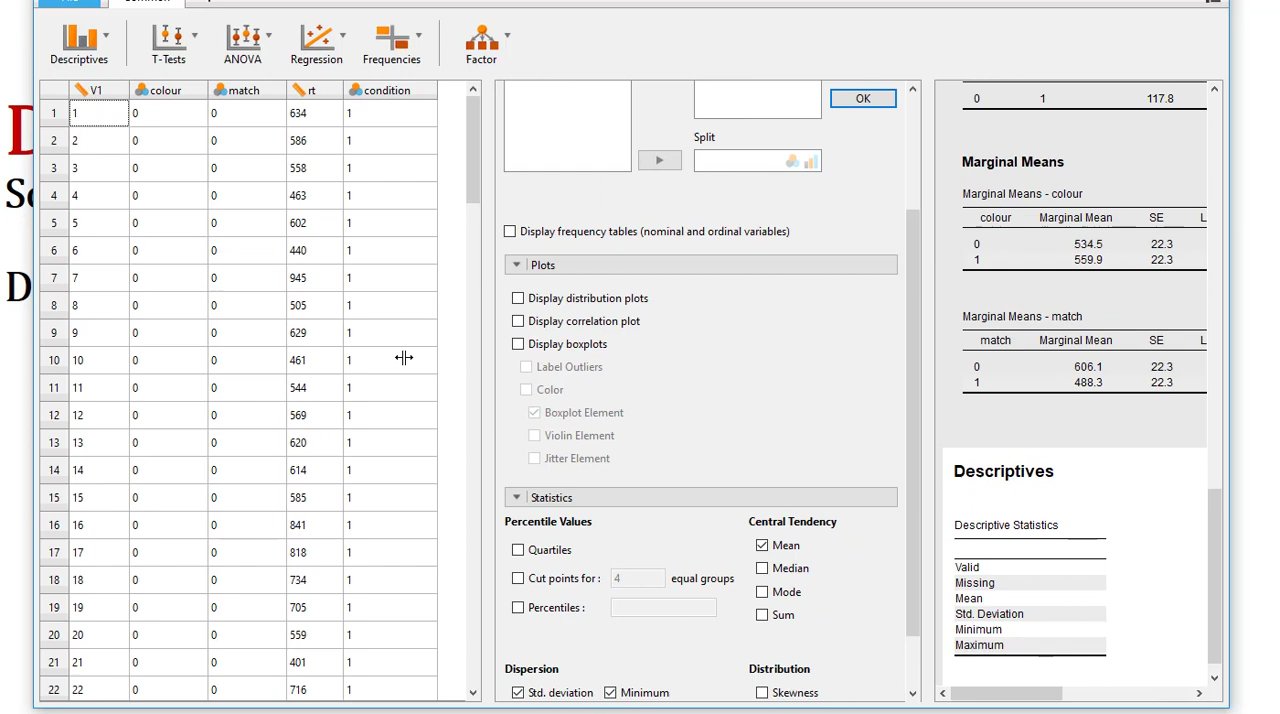 Descriptives T-Tests ANOVA Regression Frequencies Factor
V1 colour match rt condition
1 1 0 0 634 1
2 2 0 0 586 1
3 3 0 0 558 1
4 4 0 0 463 1
5 5 0 0 602 1
6 6 0 0 440 1
7 7 0 0 945 1
8 8 0 0 505 1
9 9 0 0 629 1
10 10 0 0 461 1
11 11 0 0 544 1
12 12 0 0 569 1
13 13 0 0 620 1
14 14 0 0 614 1
15 15 0 0 585 1
16 16 0 0 841 1
17 17 0 0 818 1
18 18 0 0 734 1
19 19 0 0 705 1
20 20 0 0 559 1
21 21 0 0 401 1
22 22 0 0 716 1
OK
Split
Display frequency tables (nominal and ordinal variables)
Plots
Display distribution plots
Display correlation plot
Display boxplots
Label Outliers
Color
Boxplot Element
Violin Element
Jitter Element
Statistics
Percentile Values
Quartiles
Cut points for : 4 equal groups
Percentiles :
Central Tendency
Mean
Median
Mode
Sum
Dispersion
Std. deviation Minimum
Distribution
Skewness
0 1 117.8
Marginal Means
Marginal Means - colour
colour Marginal Mean SE L
0 534.5 22.3
1 559.9 22.3
Marginal Means - match
match Marginal Mean SE L
0 606.1 22.3
1 488.3 22.3
Descriptives
Descriptive Statistics
Valid
Missing
Mean
Std. Deviation
Minimum
Maximum